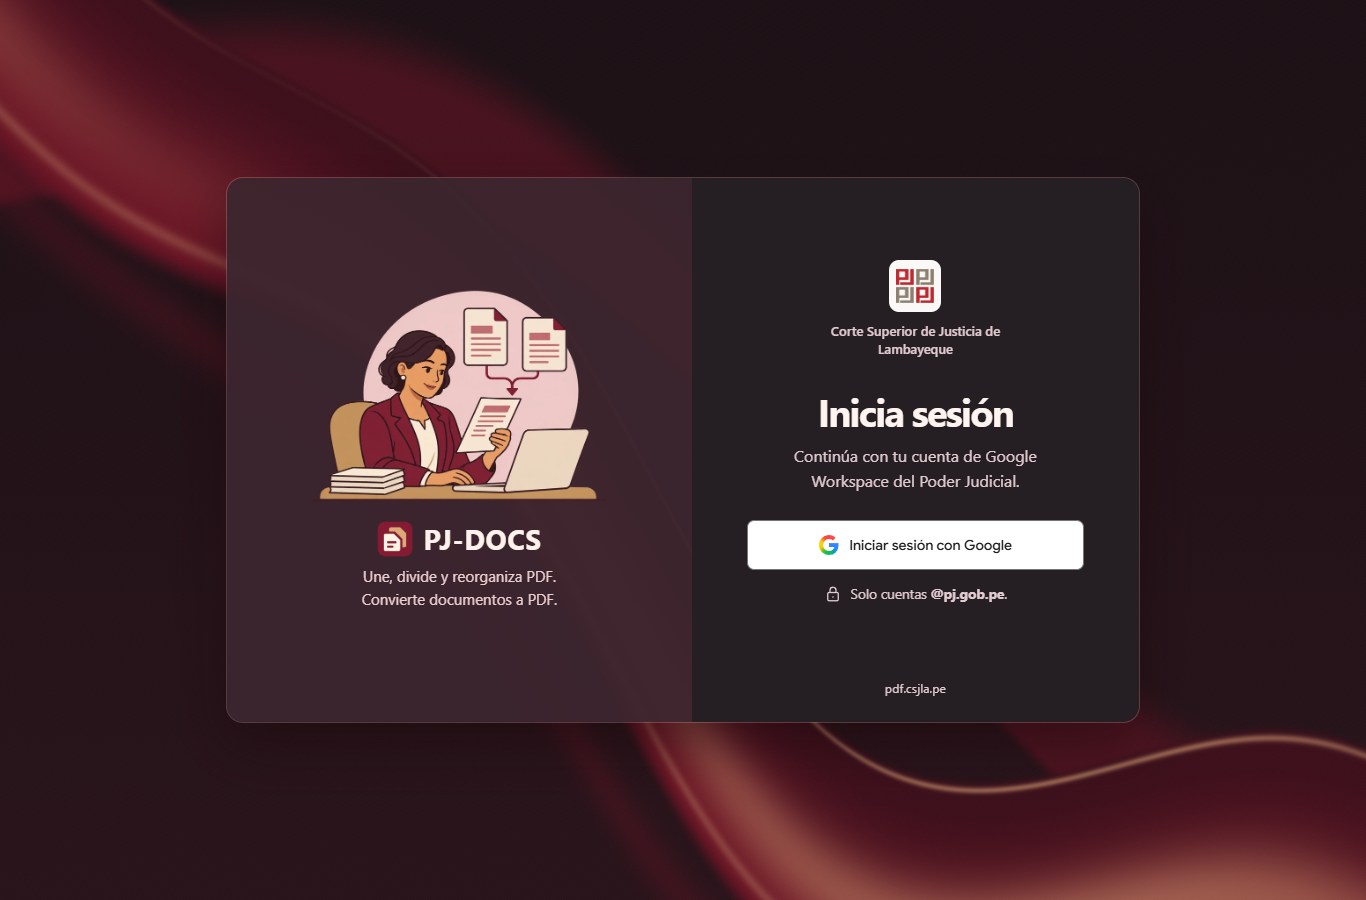 PJ-DOCS
Une, divide y reorganiza PDF.
Convierte documentos a PDF.
Corte Superior de Justicia de
Lambayeque
Inicia sesión
Continúa con tu cuenta de Google
Workspace del Poder Judicial.
Iniciar sesión con Google
Solo cuentas @pj.gob.pe.
pdf.csjla.pe